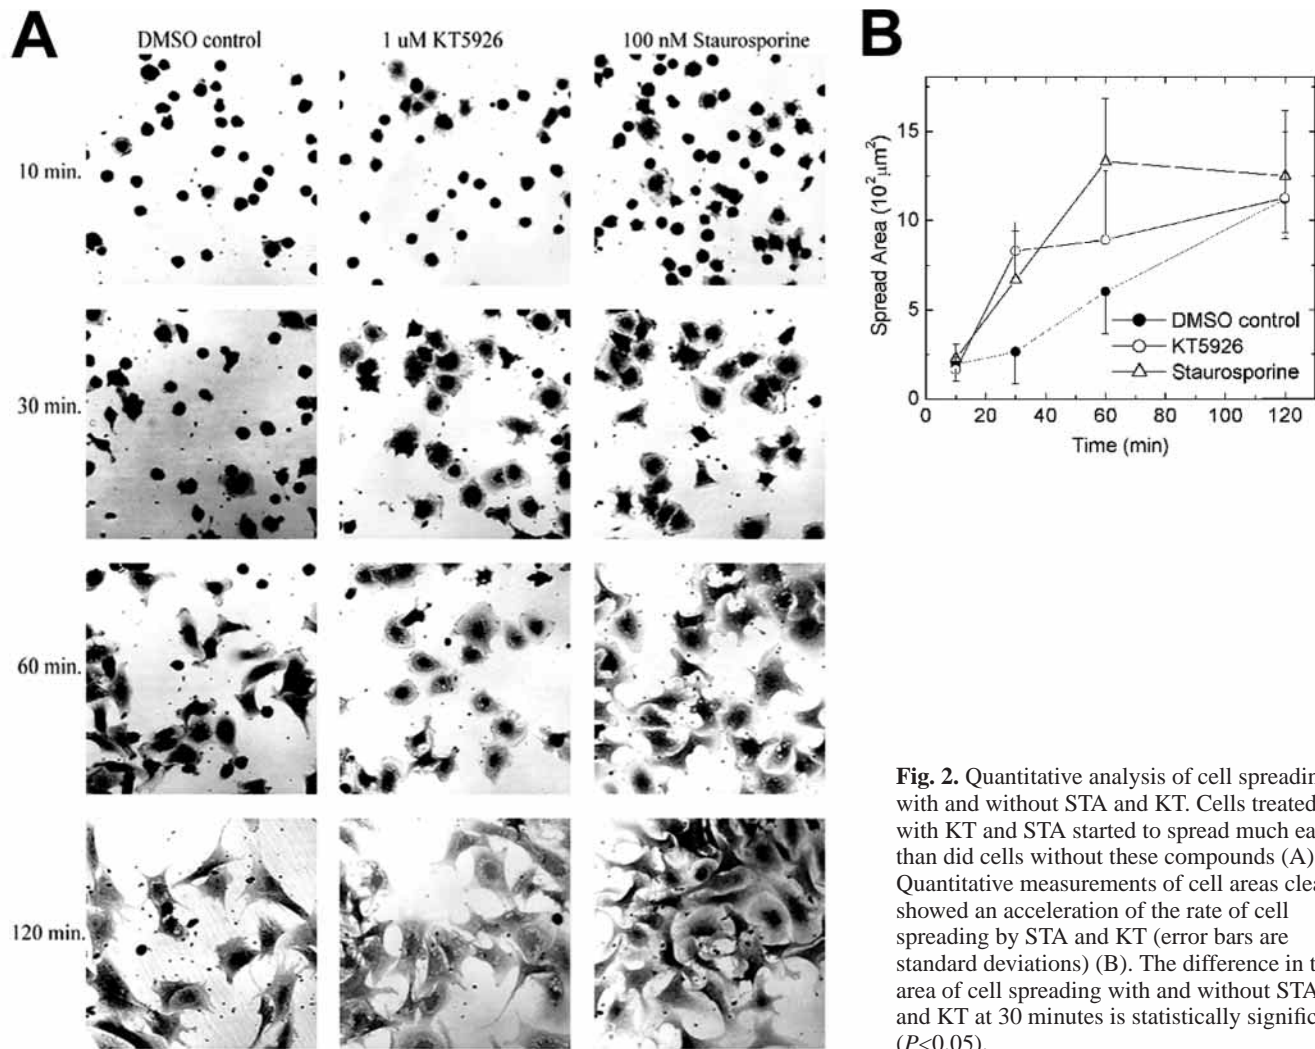 A
DMSO control
1 uM KT5926
100 nM Staurosporine
10 min.
30 min.
60 min.
120 min.
B
Spread Area (10²μm²)
15
10
5
0
DMSO control
KT5926
Staurosporine
0 20 40 60 80 100 120
Time (min)
Fig. 2. Quantitative analysis of cell
with and without STA and KT. Cells treated
with KT and STA started to spread much
than did cells without these compounds (A)
Quantitative measurements of cell areas
showed an acceleration of the rate of cell
spreading by STA and KT (error bars are
standard deviations) (B). The difference in
area of cell spreading with and without STA
and KT at 30 minutes is statistically
(P<0.05).